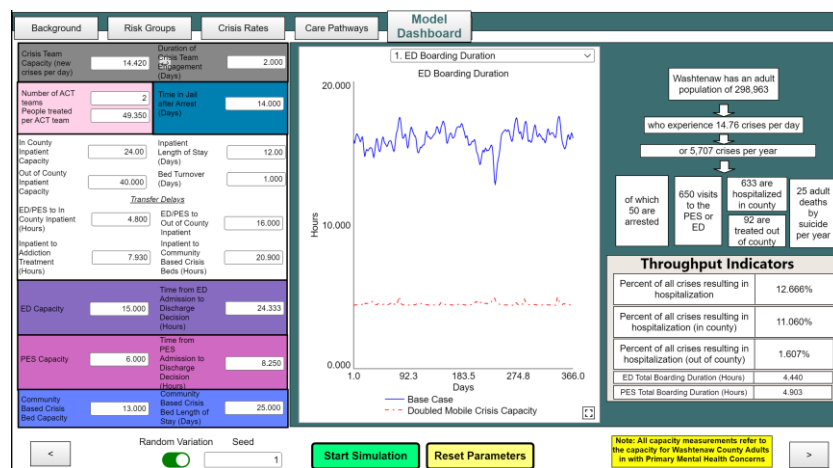 Background
Risk Groups
Crisis Rates
Care Pathways
Model
Dashboard
Crisis Team
Capacity (new
crises per day)
14.420
Duration of
Crisis Team
Engagement
(Days)
2.000
Number of ACT
teams
2
People treated
per ACT team
49.350
Time in Jail
after Arrest
(Days)
14.000
In County
Inpatient
Capacity
24.00
Inpatient
Length of Stay
(Days)
12.00
Out of County
Inpatient
Capacity
40.000
Bed Turnover
(Days)
1.000
Transfer Delays
ED/PES to In
County Inpatient
(Hours)
4.800
ED/PES to
Out of County
Inpatient
16.000
Inpatient to
Addiction
Treatment
(Hours)
7.930
Inpatient to
Community
Based Crisis
Beds (Hours)
20.900
ED Capacity
15.000
Time from ED
Admission to
Discharge
Decision
(Hours)
24.333
PES Capacity
6.000
Time from
PES
Admission to
Discharge
Decision
(Hours)
8.250
Community
Based Crisis
Bed Capacity
13.000
Community
Based Crisis
Bed Length of
Stay (Days)
25.000
1. ED Boarding Duration
ED Boarding Duration
20.000
10.000
0.000
Hours
1.0 92.3 183.5 274.8 366.0
Days
Base Case
Doubled Mobile Crisis Capacity
Washtenaw has an adult
population of 298,963
who experience 14.76 crises per day
or 5,707 crises per year
of which
50 are
arrested
650 visits
to the
PES or
ED
633 are
hospitalized
in county
92 are
treated out
of county
25 adult
deaths
by
suicide
per year
Throughput Indicators
Percent of all crises resulting in
hospitalization
12.666%
Percent of all crises resulting in
hospitalization (in county)
11.060%
Percent of all crises resulting in
hospitalization (out of county)
1.607%
ED Total Boarding Duration (Hours)
4.440
PES Total Boarding Duration (Hours)
4.903
<
Random Variation
Seed
1
Start Simulation
Reset Parameters
Note: All capacity measurements refer to
the capacity for Washtenaw County Adults
in with Primary Mental Health Concerns
>